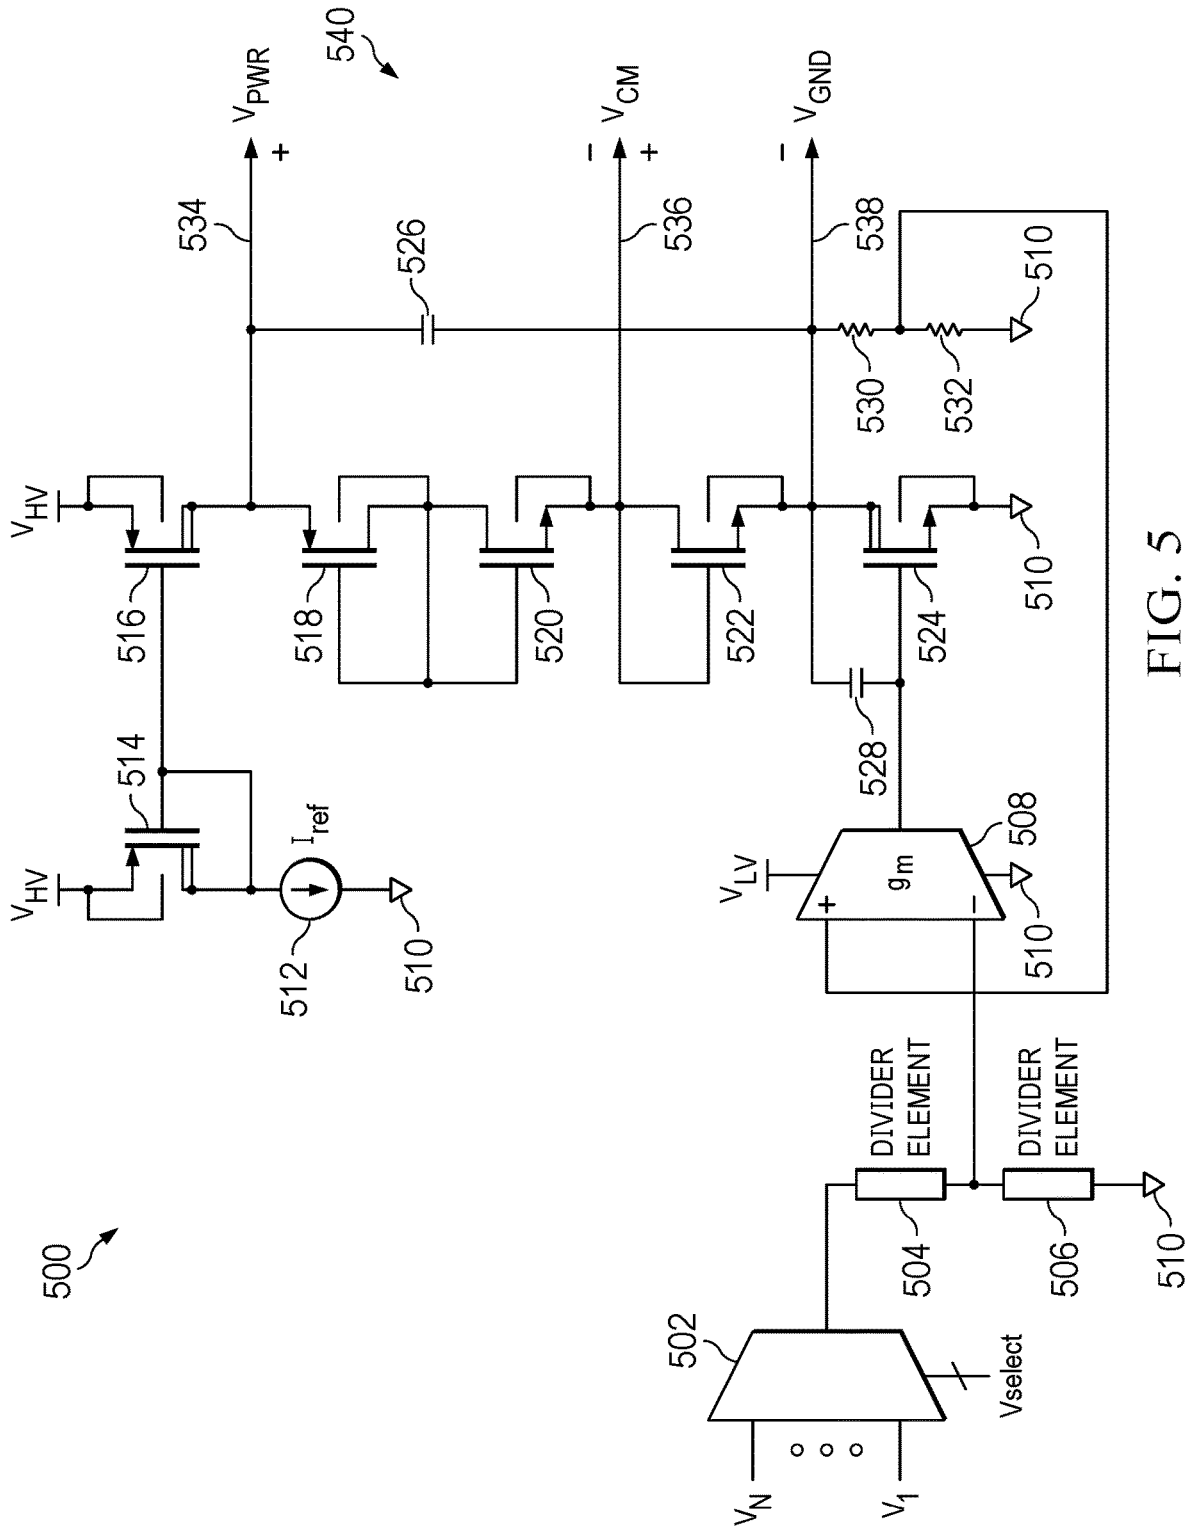 500
540
V_HV
V_HV
514
516
I_ref
512
510
518
520
522
524
526
534
V_PWR
+
−
536
V_CM
+
−
538
V_GND
530
532
510
510
528
V_LV
g_m
+
−
508
510
DIVIDER
ELEMENT
504
DIVIDER
ELEMENT
506
510
502
V_N
V_1
Vselect
FIG. 5